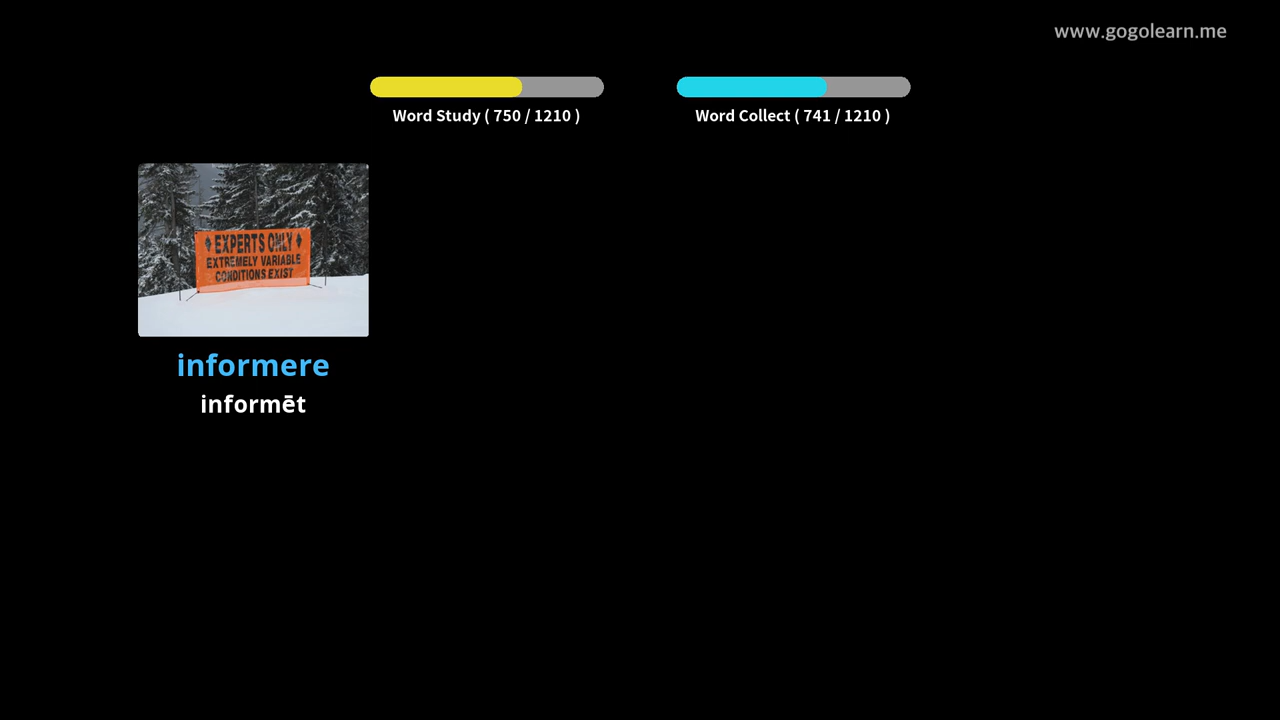 www.gogolearn.me
Word Study ( 750 / 1210 )
Word Collect ( 741 / 1210 )
EXPERTS ONLY
EXTREMELY VARIABLE
CONDITIONS EXIST
informere
informēt